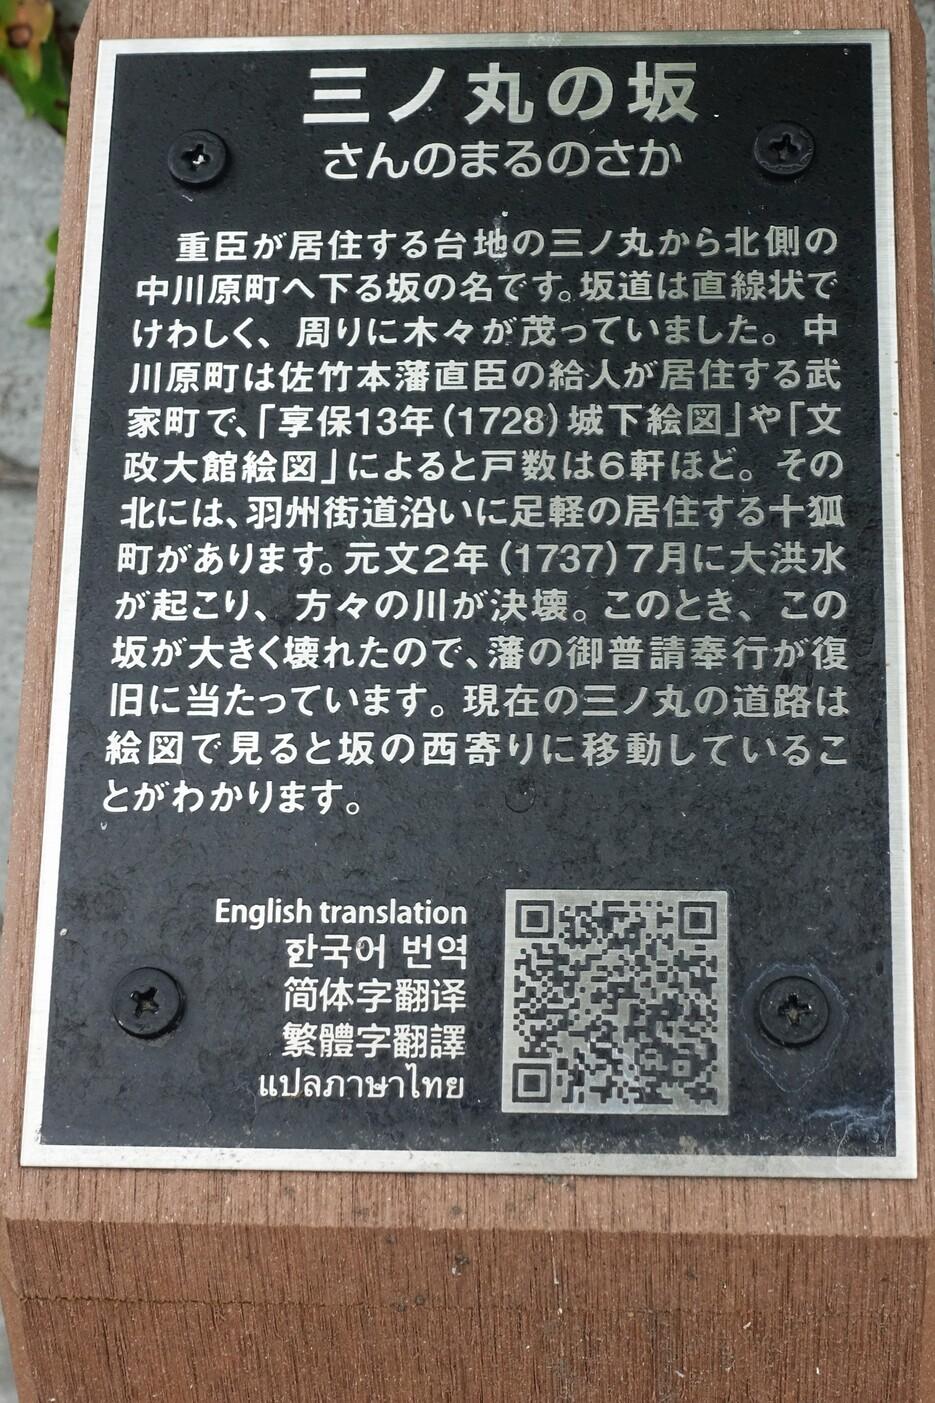 三ノ丸の坂
さんのまるのさか
重臣が居住する台地の三ノ丸から北側の
中川原町へ下る坂の名です。坂道は直線状で
けわしく、周りに木々が茂っていました。中
川原町は佐竹本藩直臣の給人が居住する武
家町で、「享保13年(1728)城下絵図」や「文
政大館絵図」によると戸数は6軒ほど。その
北には、羽州街道沿いに足軽の居住する十狐
町があります。元文2年(1737)7月に大洪水
が起こり、方々の川が決壊。このとき、この
坂が大きく壊れたので、藩の御普請奉行が復
旧に当たっています。現在の三ノ丸の道路は
絵図で見ると坂の西寄りに移動しているこ
とがわかります。
English translation
한국어 번역
简体字翻译
繁體字翻譯
แปลภาษาไทย